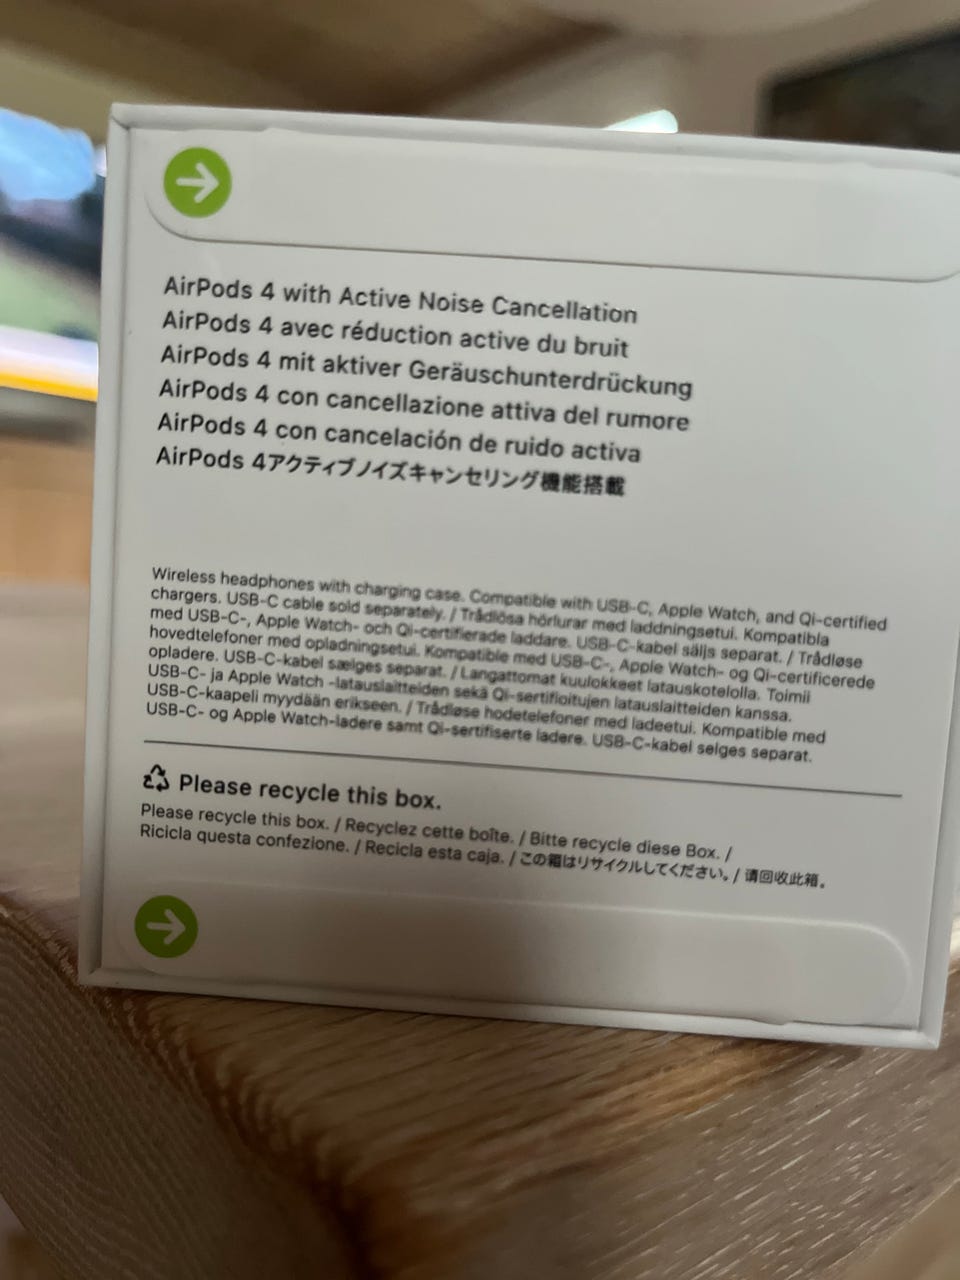 AirPods 4 with Active Noise Cancellation
AirPods 4 avec réduction active du bruit
AirPods 4 mit aktiver Geräuschunterdrückung
AirPods 4 con cancellazione attiva del rumore
AirPods 4 con cancelación de ruido activa
AirPods 4アクティブノイズキャンセリング機能搭載
Wireless headphones with charging case. Compatible with USB-C, Apple Watch, and Qi-certified
chargers. USB-C cable sold separately. / Trådlösa hörlurar med laddningsetui. Kompatibla
med USB-C-, Apple Watch- och Qi-certifierade laddare. USB-C-kabel säljs separat. / Trådløse
hovedtelefoner med opladningsetui. Kompatible med USB-C-, Apple Watch- og Qi-certificerede
opladere. USB-C-kabel sælges separat. / Langattomat kuulokkeet latauskotelolla. Toimii
USB-C- ja Apple Watch -latauslaitteiden sekä Qi-sertifioitujen latauslaitteiden kanssa.
USB-C-kaapeli myydään erikseen. / Trådløse hodetelefoner med ladeetui. Kompatible med
USB-C- og Apple Watch-ladere samt Qi-sertifiserte ladere. USB-C-kabel selges separat.
Please recycle this box.
Please recycle this box. / Recyclez cette boîte. / Bitte recycle diese Box. /
Ricicla questa confezione. / Recicla esta caja. / この箱はリサイクルしてください。/ 请回收此箱。